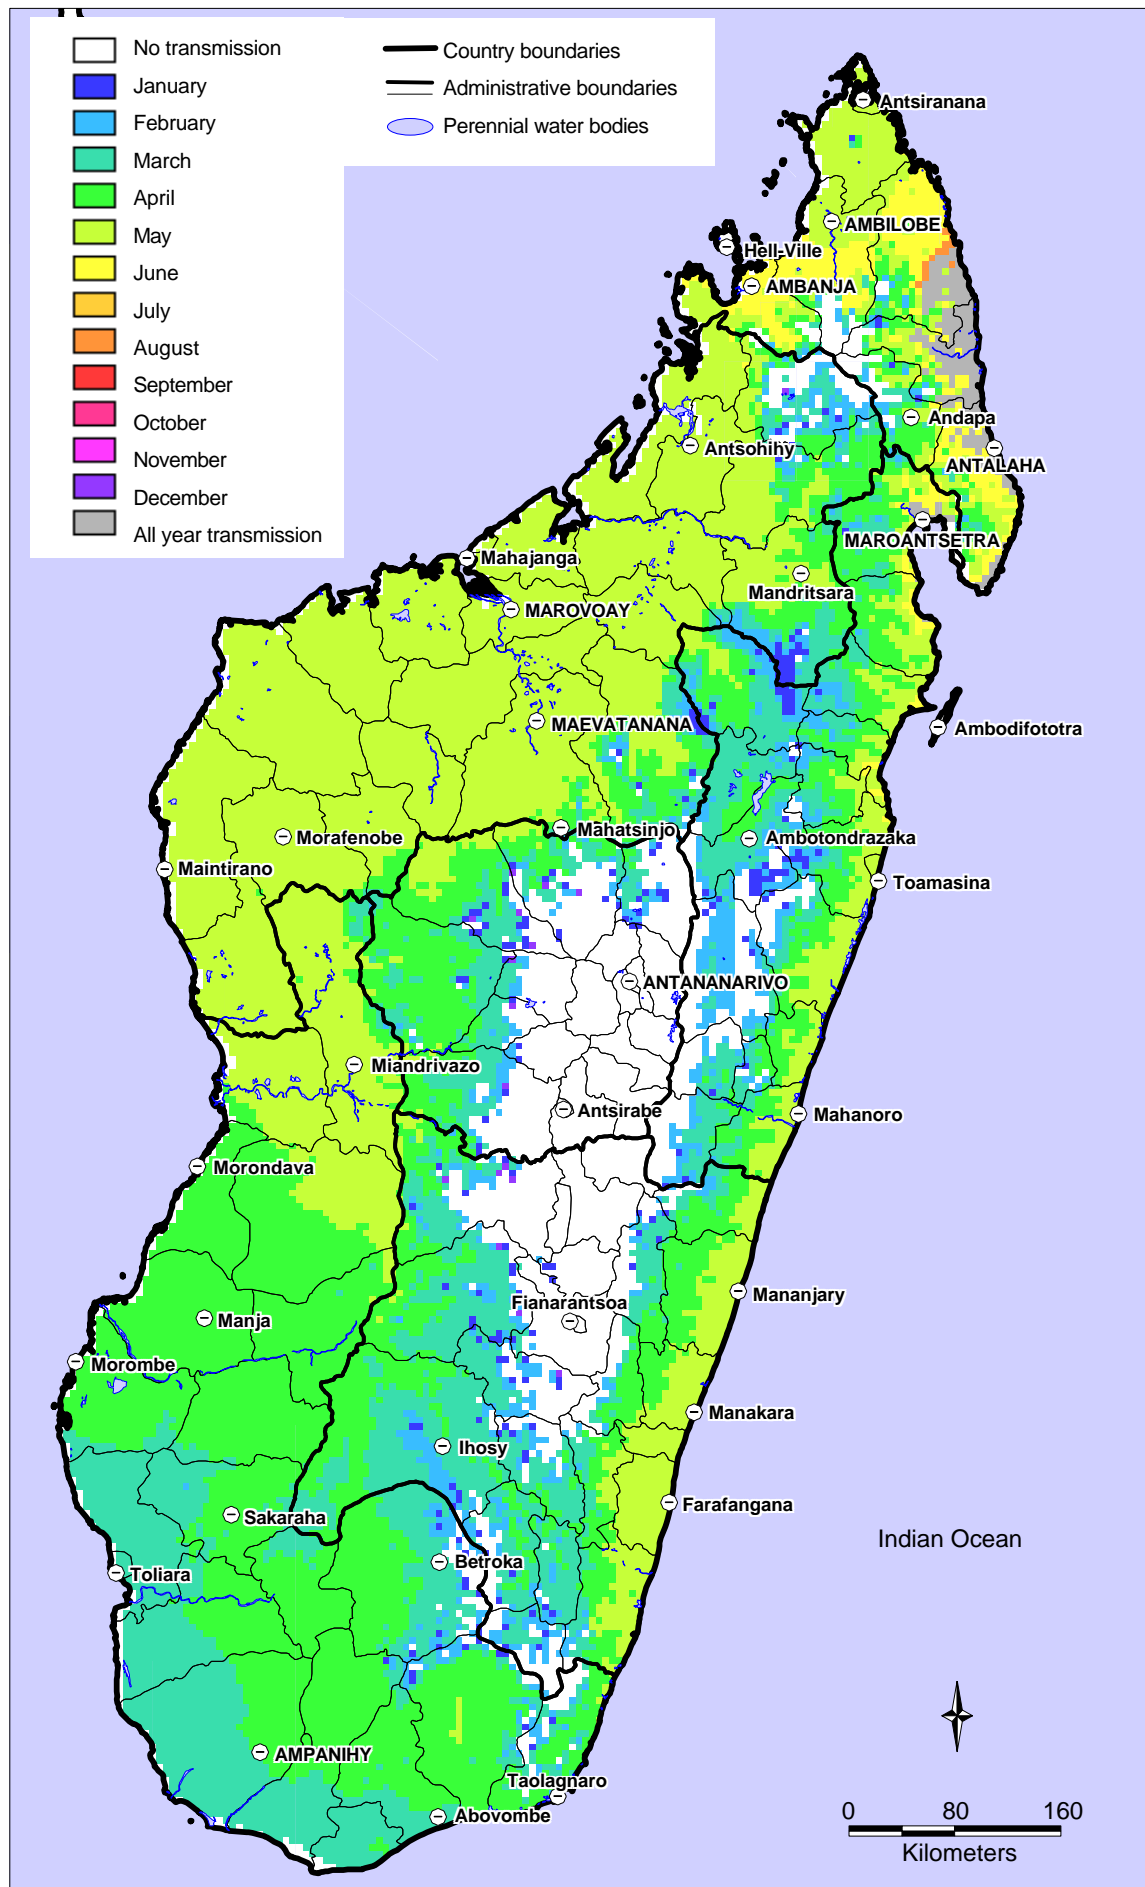 No transmission
January
February
March
April
May
June
July
August
September
October
November
December
All year transmission
Country boundaries
Administrative boundaries
Perennial water bodies
Antsiranana
AMBILOBE
Hell-Ville
AMBANJA
Andapa
Antsohihy
ANTALAHA
MAROANTSETRA
Mahajanga
Mandritsara
MAROVOAY
MAEVATANANA
Ambodifototra
Mahatsinjo
Morafenobe
Ambotondrazaka
Maintirano
Toamasina
ANTANANARIVO
Miandrivazo
Antsirabe
Mahanoro
Morondava
Mananjary
Fianarantsoa
Manja
Morombe
Manakara
Ihosy
Farafangana
Sakaraha
Indian Ocean
Betroka
Toliara
AMPANIHY
Taolagnaro
Abovombe
0 80 160
Kilometers